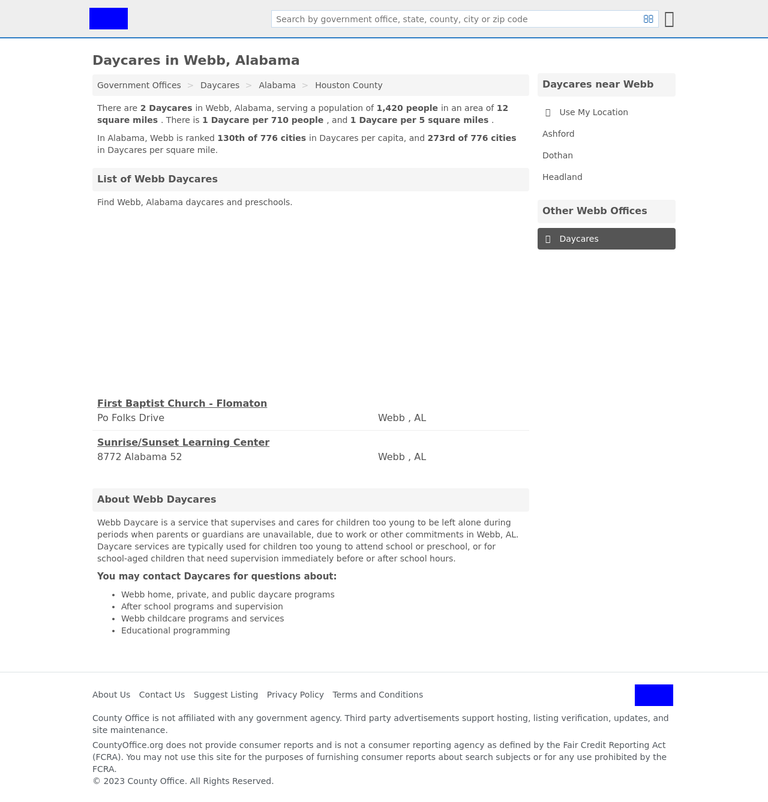 Search by government office, state, county, city or zip code
Daycares in Webb, Alabama
Government Offices > Daycares > Alabama > Houston County
There are 2 Daycares in Webb, Alabama, serving a population of 1,420 people in an area of 12
square miles . There is 1 Daycare per 710 people , and 1 Daycare per 5 square miles .
In Alabama, Webb is ranked 130th of 776 cities in Daycares per capita, and 273rd of 776 cities
in Daycares per square mile.
List of Webb Daycares
Find Webb, Alabama daycares and preschools.
First Baptist Church - Flomaton
Po Folks Drive Webb , AL
Sunrise/Sunset Learning Center
8772 Alabama 52 Webb , AL
About Webb Daycares
Webb Daycare is a service that supervises and cares for children too young to be left alone during
periods when parents or guardians are unavailable, due to work or other commitments in Webb, AL.
Daycare services are typically used for children too young to attend school or preschool, or for
school-aged children that need supervision immediately before or after school hours.
You may contact Daycares for questions about:
• Webb home, private, and public daycare programs
• After school programs and supervision
• Webb childcare programs and services
• Educational programming
Daycares near Webb
Use My Location
Ashford
Dothan
Headland
Other Webb Offices
Daycares
About Us Contact Us Suggest Listing Privacy Policy Terms and Conditions
County Office is not affiliated with any government agency. Third party advertisements support hosting, listing verification, updates, and
site maintenance.
CountyOffice.org does not provide consumer reports and is not a consumer reporting agency as defined by the Fair Credit Reporting Act
(FCRA). You may not use this site for the purposes of furnishing consumer reports about search subjects or for any use prohibited by the
FCRA.
© 2023 County Office. All Rights Reserved.